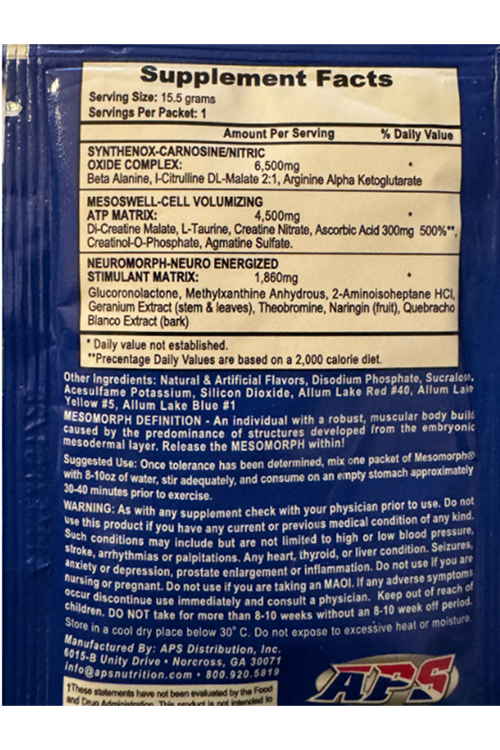 Supplement Facts
Serving Size: 15.5 grams
Servings Per Packet: 1
Amount Per Serving % Daily Value
SYNTHENOX-CARNOSINE/NITRIC
OXIDE COMPLEX: 6,500mg *
Beta Alanine, l-Citrulline DL-Malate 2:1, Arginine Alpha Ketoglutarate
MESOSWELL-CELL VOLUMIZING
ATP MATRIX: 4,500mg *
Di-Creatine Malate, L-Taurine, Creatine Nitrate, Ascorbic Acid 300mg 500%**,
Creatinol-O-Phosphate, Agmatine Sulfate.
NEUROMORPH-NEURO ENERGIZED
STIMULANT MATRIX: 1,860mg *
Glucoronolactone, Methylxanthine Anhydrous, 2-Aminoisoheptane HCl,
Geranium Extract (stem & leaves), Theobromine, Naringin (fruit), Quebracho
Blanco Extract (bark)
* Daily value not established.
**Precentage Daily Values are based on a 2,000 calorie diet.
Other Ingredients: Natural & Artificial Flavors, Disodium Phosphate, Sucralose,
Acesulfame Potassium, Silicon Dioxide, Allum Lake Red #40, Allum Lake
Yellow #5, Allum Lake Blue #1
MESOMORPH DEFINITION - An individual with a robust, muscular body build
caused by the predominance of structures developed from the embryonic
mesodermal layer. Release the MESOMORPH within!
Suggested Use: Once tolerance has been determined, mix one packet of Mesomorph®
with 8-10oz of water, stir adequately, and consume on an empty stomach approximately
30-40 minutes prior to exercise.
WARNING: As with any supplement check with your physician prior to use. Do not
use this product if you have any current or previous medical condition of any kind.
Such conditions may include but are not limited to high or low blood pressure,
stroke, arrhythmias or palpitations. Any heart, thyroid, or liver condition. Seizures,
anxiety or depression, prostate enlargement or inflammation. Do not use if you are
nursing or pregnant. Do not use if you are taking an MAOI. If any adverse symptoms
occur discontinue use immediately and consult a physician. Keep out of reach of
children. DO NOT take for more than 8-10 weeks without an 8-10 week off period.
Store in a cool dry place below 30° C. Do not expose to excessive heat or moisture.
Manufactured By: APS Distribution, Inc.
6015-B Unity Drive • Norcross, GA 30071
info@apsnutrition.com • 800.920.5819
APS
†These statements have not been evaluated by the Food
and Drug Administration. This product is not intended to